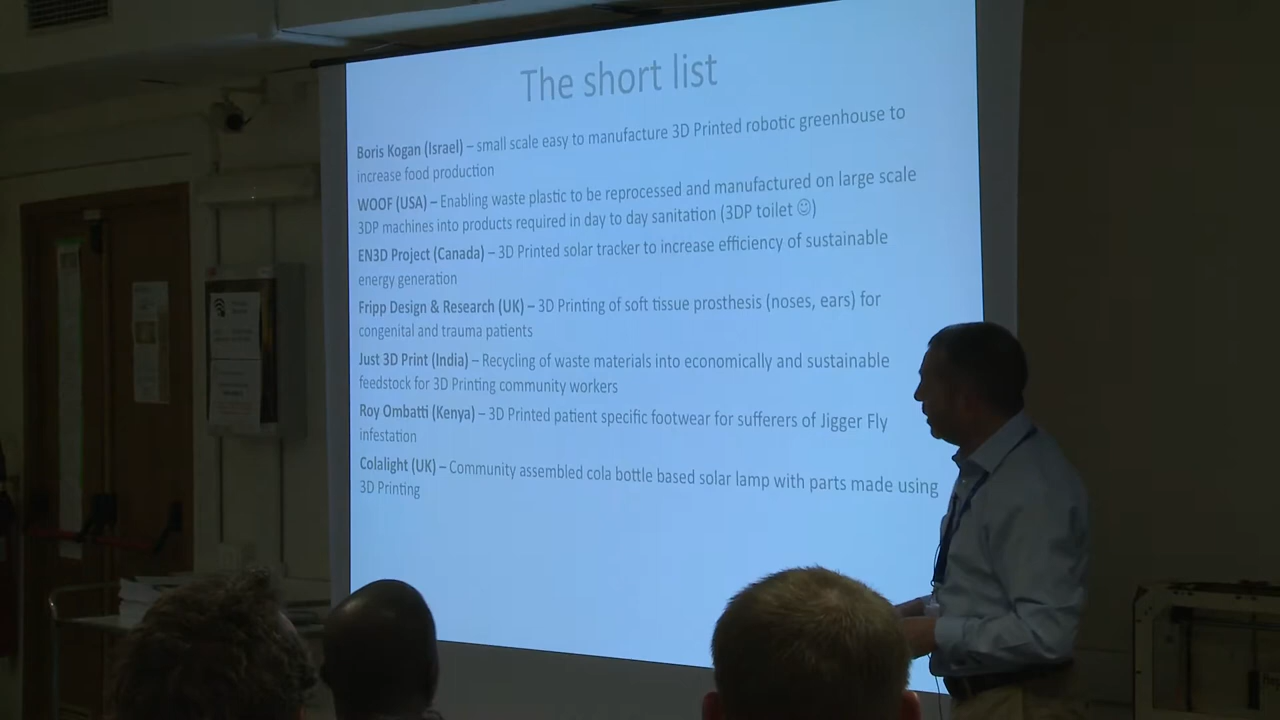 The short list
Boris Kogan (Israel) – small scale easy to manufacture 3D Printed robotic greenhouse to
increase food production
WOOF (USA) – Enabling waste plastic to be reprocessed and manufactured on large scale
3DP machines into products required in day to day sanitation (3DP toilet ☺)
EN3D Project (Canada) – 3D Printed solar tracker to increase efficiency of sustainable
energy generation
Fripp Design & Research (UK) – 3D Printing of soft tissue prosthesis (noses, ears) for
congenital and trauma patients
Just 3D Print (India) – Recycling of waste materials into economically and sustainable
feedstock for 3D Printing community workers
Roy Ombatti (Kenya) – 3D Printed patient specific footwear for sufferers of Jigger Fly
infestation
Colalight (UK) – Community assembled cola bottle based solar lamp with parts made using
3D Printing